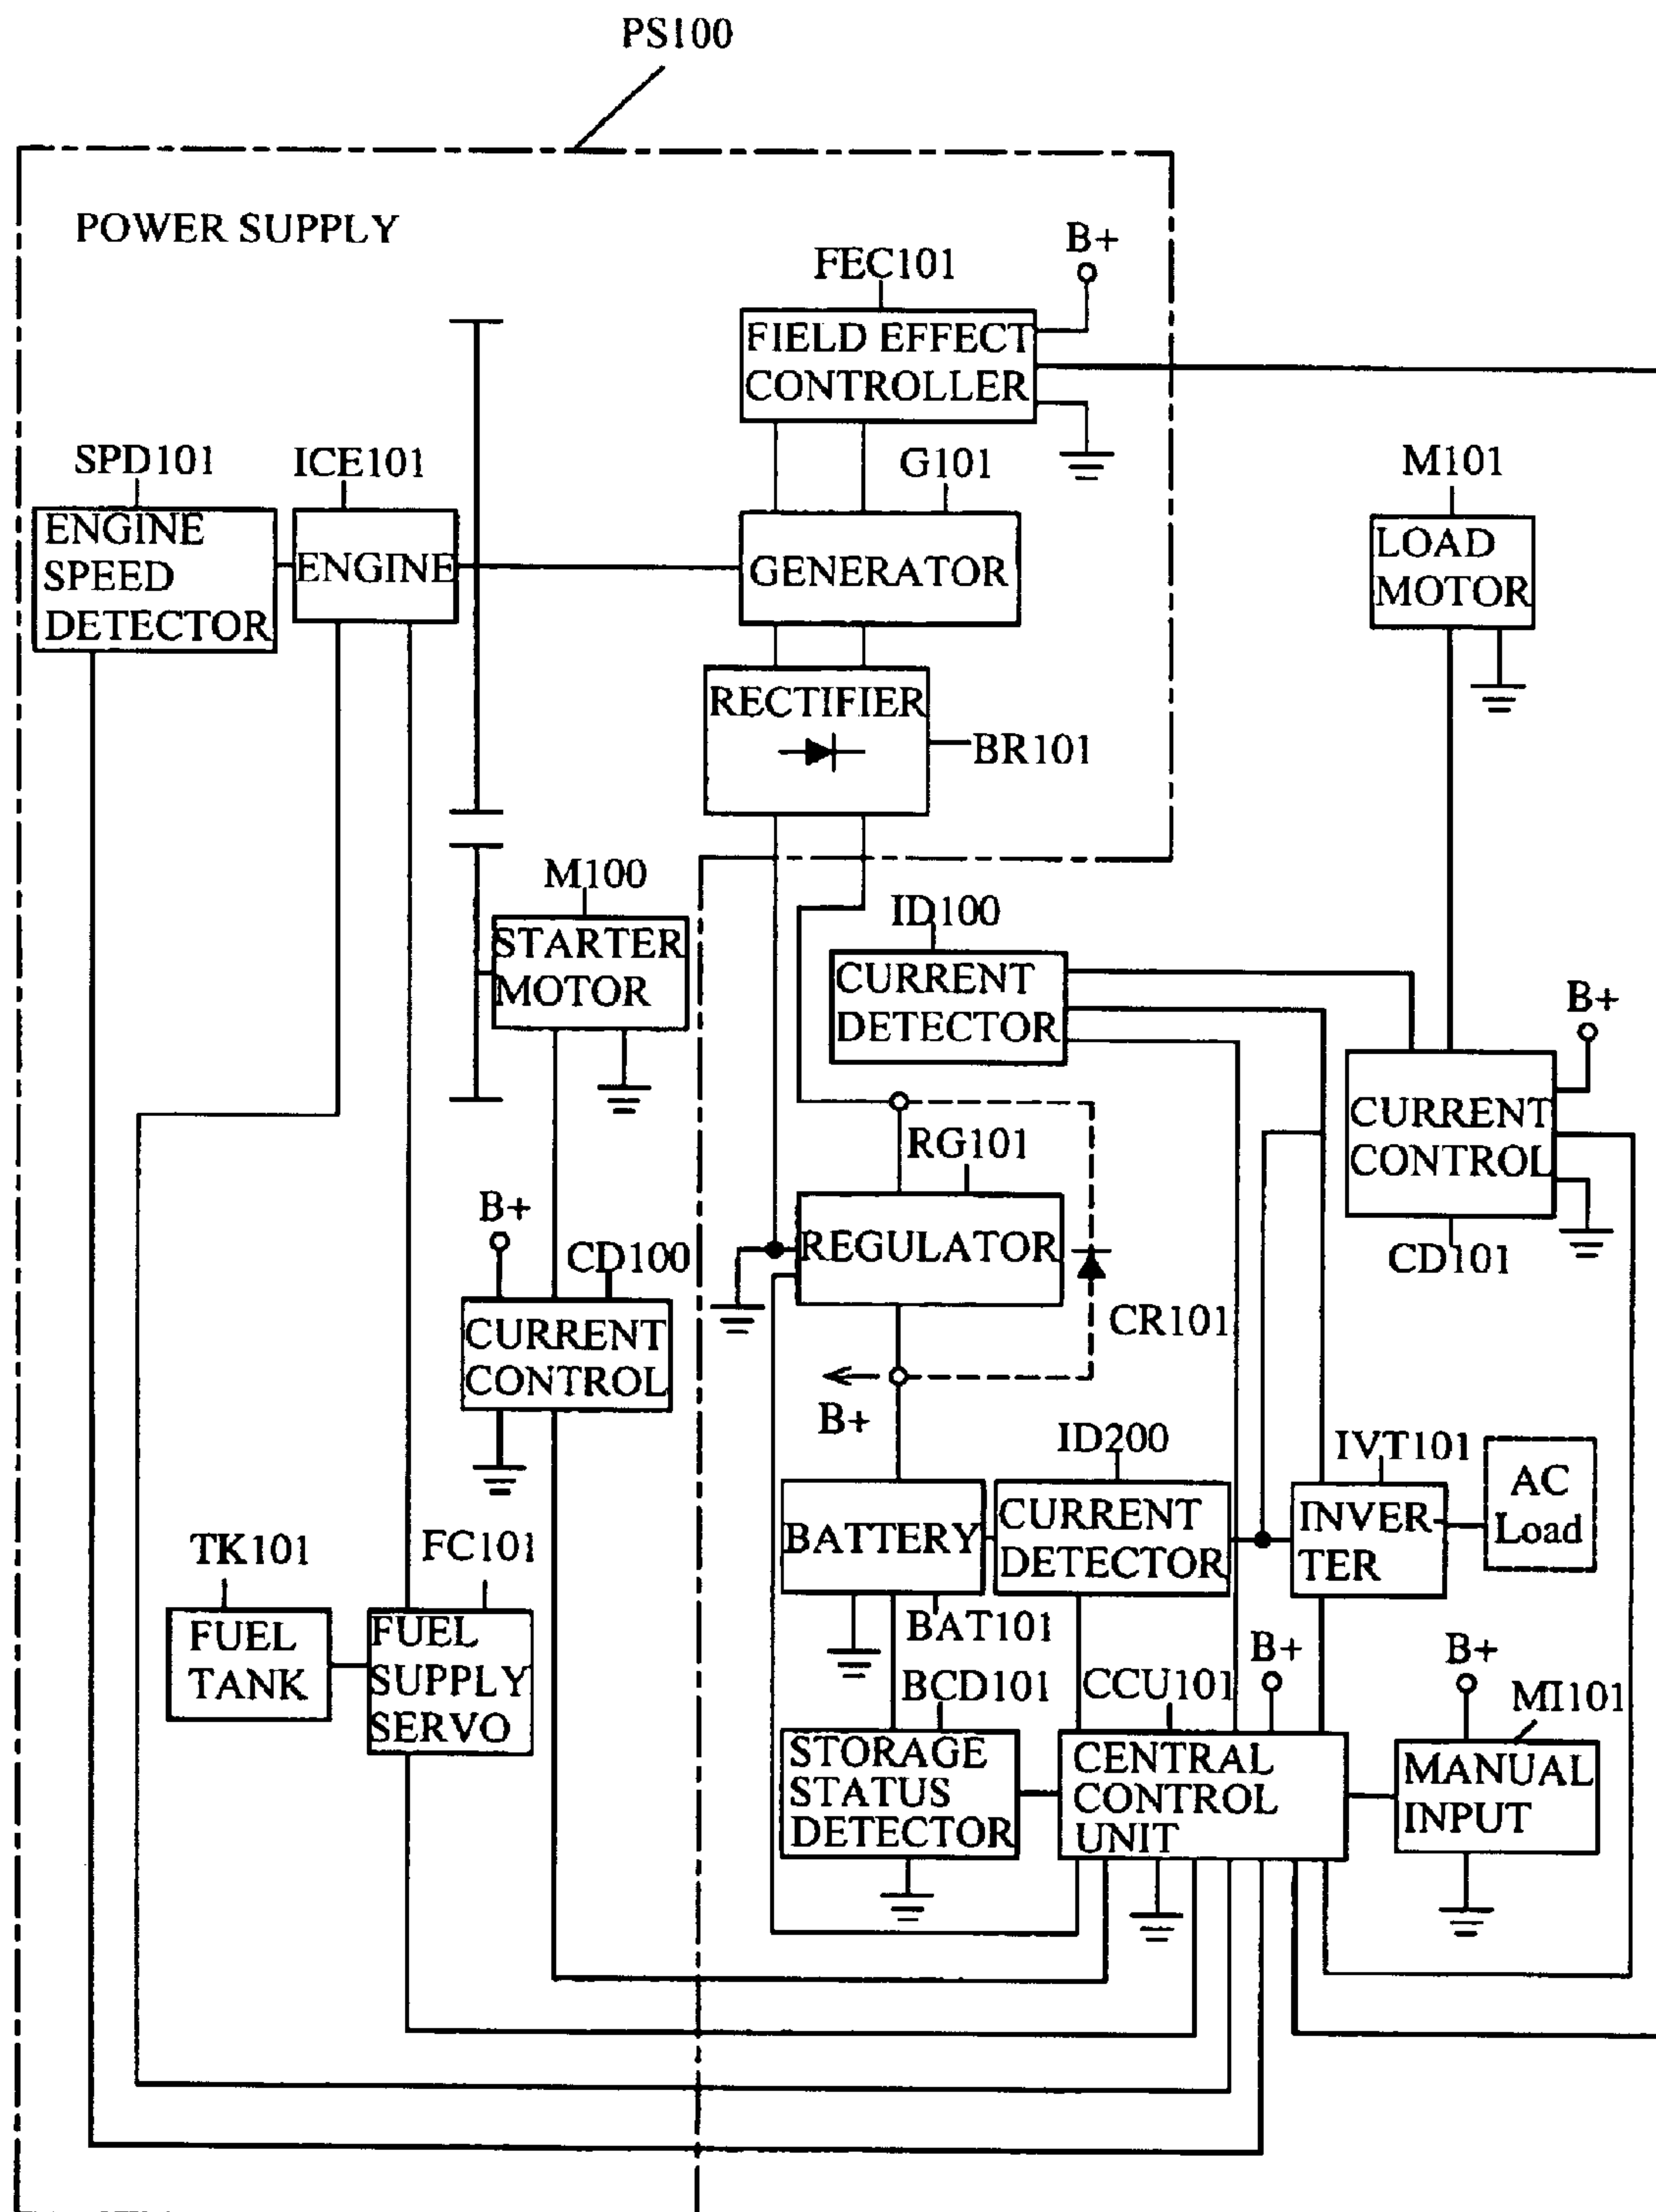 PS100
POWER SUPPLY
B+
FEC101
FIELD EFFECT
CONTROLLER
SPD101
ICE101
G101
M101
ENGINE
SPEED
DETECTOR
ENGINE
GENERATOR
LOAD
MOTOR
RECTIFIER
BR101
M100
STARTER
MOTOR
ID100
CURRENT
DETECTOR
B+
RG101
CURRENT
CONTROL
CD101
B+
CD100
REGULATOR
CR101
CURRENT
CONTROL
B+
ID200
IVT101
AC
Load
BATTERY
CURRENT
DETECTOR
INVER
TER
TK101
FC101
BAT101
FUEL
TANK
FUEL
SUPPLY
SERVO
BCD101
CCU101
B+
B+
MI101
STORAGE
STATUS
DETECTOR
CENTRAL
CONTROL
UNIT
MANUAL
INPUT